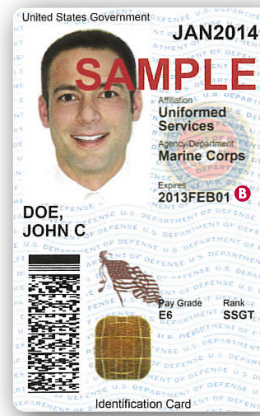 United States Government
JAN2014
SAMPLE
Affiliation
Uniformed
Services
Agency/Department
Marine Corps
Expires
2013FEB01 B
DOE,
JOHN C
Pay Grade
Rank
E6
SSGT
Identification Card